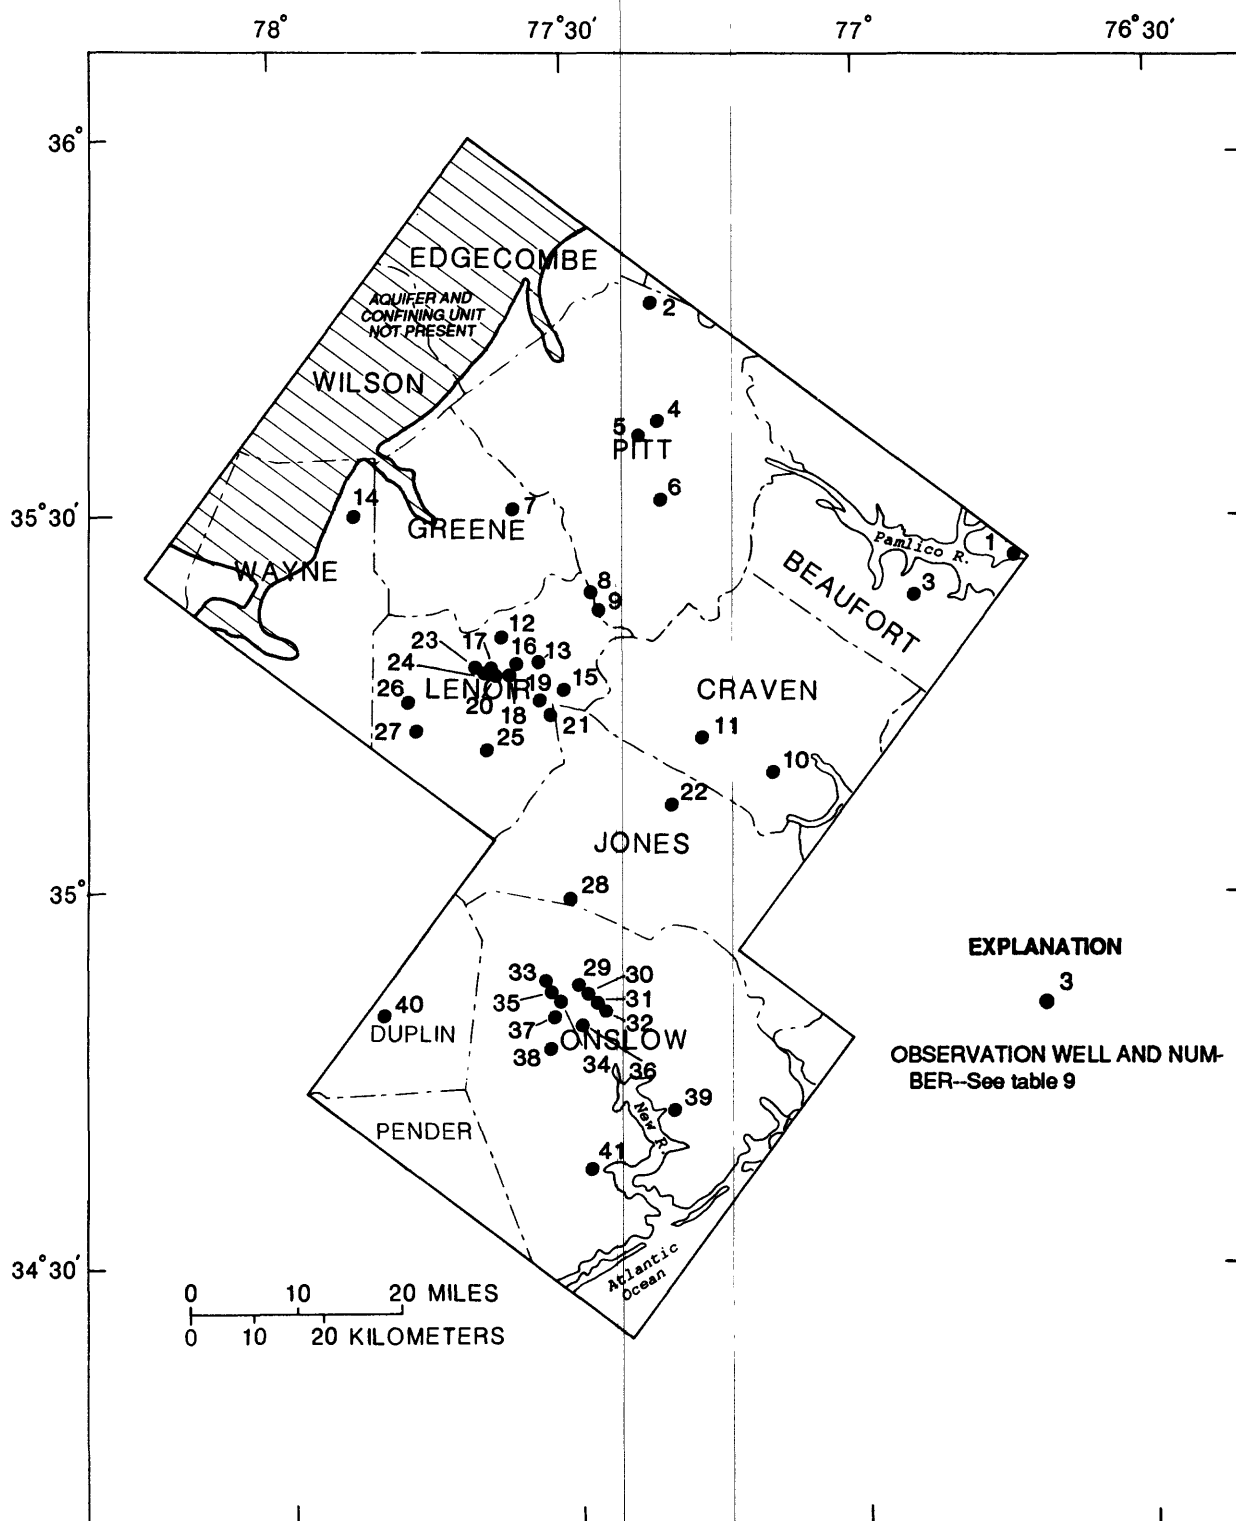 78° 77°30′ 77° 76°30′
36°
EDGECOMBE
AQUIFER AND
CONFINING UNIT
NOT PRESENT
2
WILSON
4
5
PITT
6
14
7
35°30′
GREENE
Pamlico R.
1
WAYNE
BEAUFORT
3
8
9
12
23 17 16 13
24
LENOIR
15
26
19
CRAVEN
20
18
21
27
25
11
10
22
JONES
28
35°
EXPLANATION
3
OBSERVATION WELL AND NUM-
BER--See table 9
33 29 30
35 31
40
32
37
DUPLIN
ONSLOW
38 34 36
39
New R.
PENDER
41
34°30′
Atlantic
Ocean
0 10 20 MILES
0 10 20 KILOMETERS